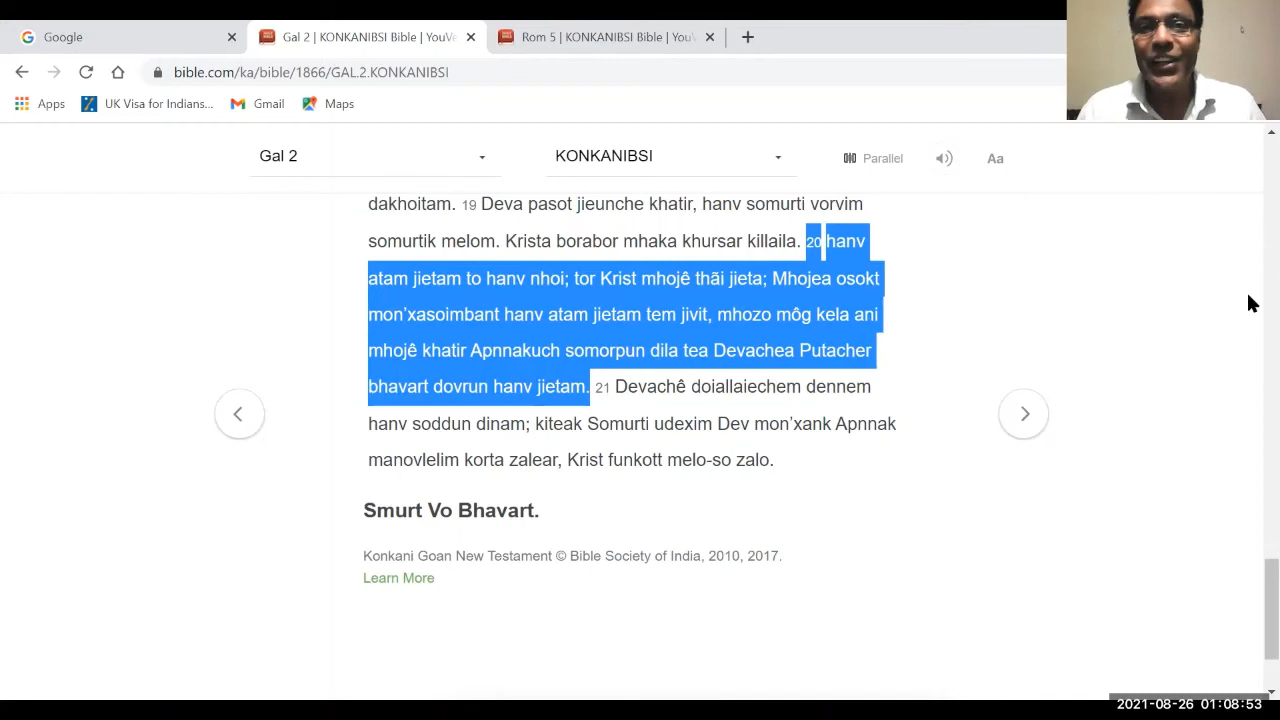 Google
Gal 2 | KONKANIBSI Bible | YouVe
Rom 5 | KONKANIBSI Bible | YouV
bible.com/ka/bible/1866/GAL.2.KONKANIBSI
Apps
UK Visa for Indians...
Gmail
Maps
Gal 2
KONKANIBSI
Parallel
Aa
dakhoitam. 19 Deva pasot jieunche khatir, hanv somurti vorvim
somurtik melom. Krista borabor mhaka khursar killaila. 20 hanv
atam jietam to hanv nhoi; tor Krist mhojê thãi jieta; Mhojea osokt
mon’xasoimbant hanv atam jietam tem jivit, mhozo môg kela ani
mhojê khatir Apnnakuch somorpun dila tea Devachea Putacher
bhavart dovrun hanv jietam. 21 Devachê doiallaiechem dennem
hanv soddun dinam; kiteak Somurti udexim Dev mon’xank Apnnak
manovlelim korta zalear, Krist funkott melo-so zalo.
Smurt Vo Bhavart.
Konkani Goan New Testament © Bible Society of India, 2010, 2017.
Learn More
2021-08-26 01:08:53